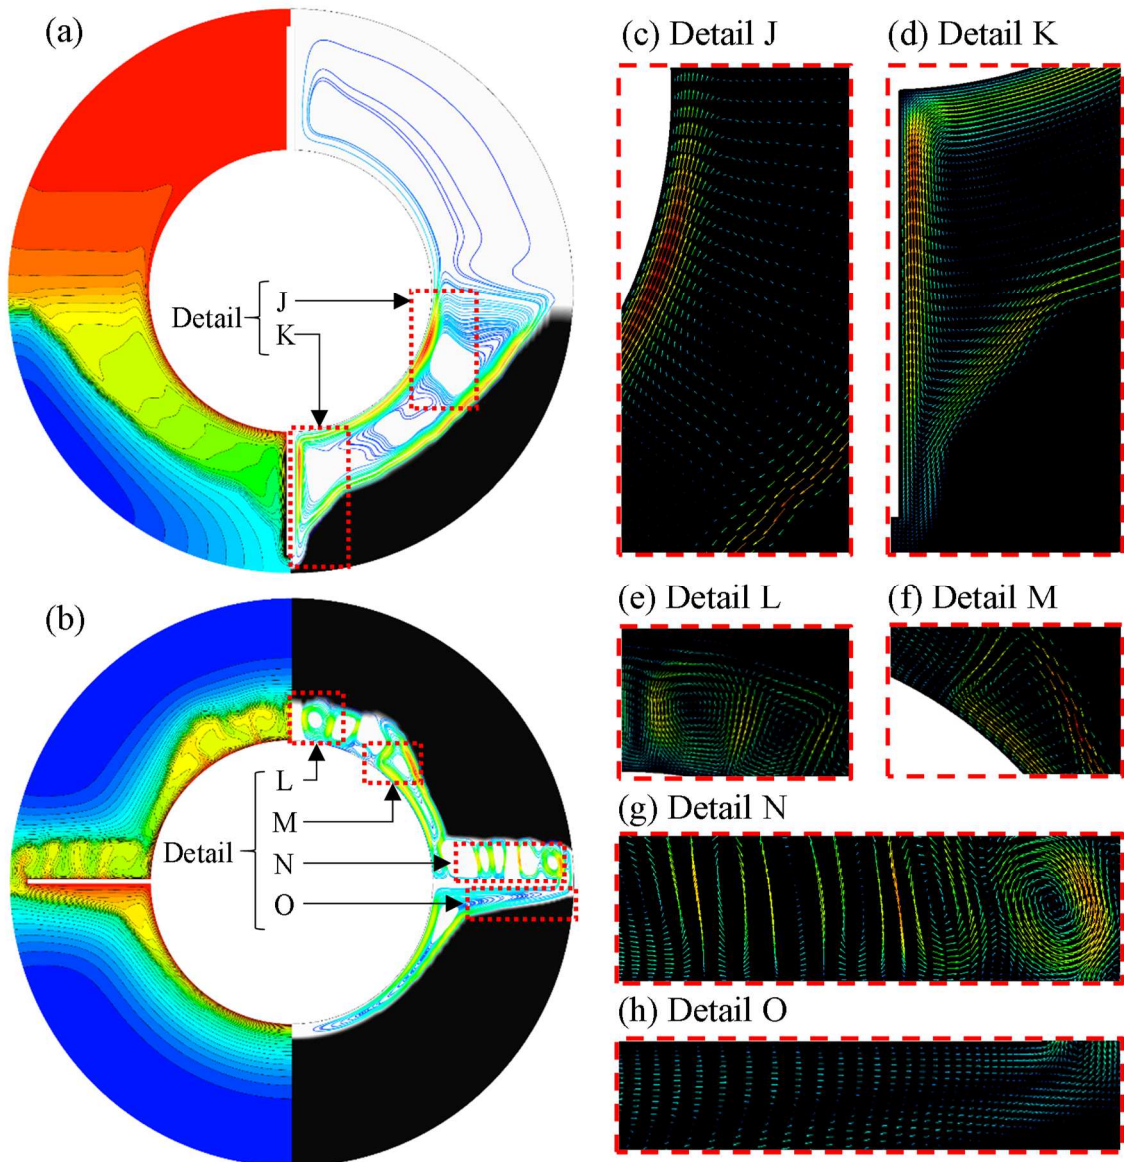 (a)
(c) Detail J
(d) Detail K
Detail
J
K
(e) Detail L
(f) Detail M
(b)
Detail
L
M
N
O
(g) Detail N
(h) Detail O